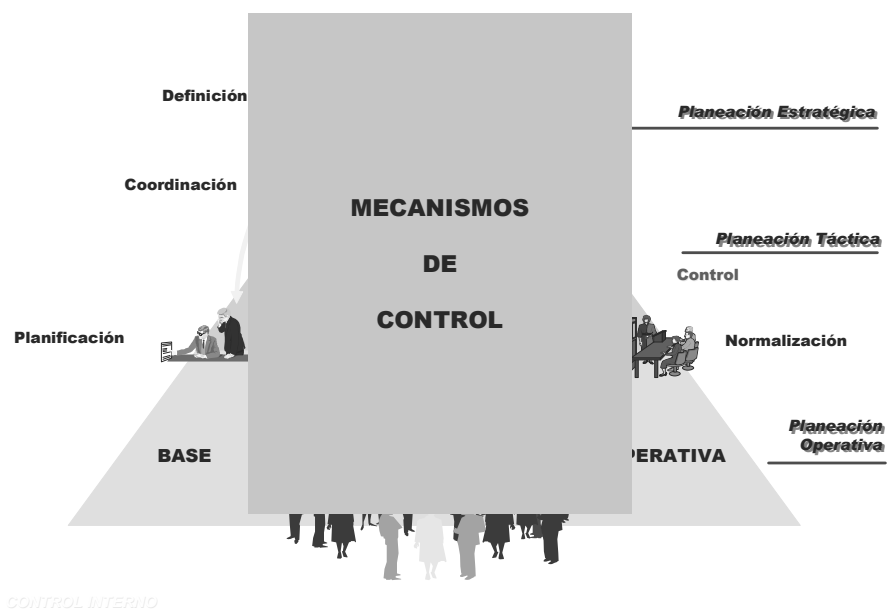 Definición
Planeación Estratégica
Coordinación
MECANISMOS
DE
CONTROL
Planeación Táctica
Control
Planificación
Normalización
Planeación
Operativa
BASE
PERATIVA
CONTROL INTERNO